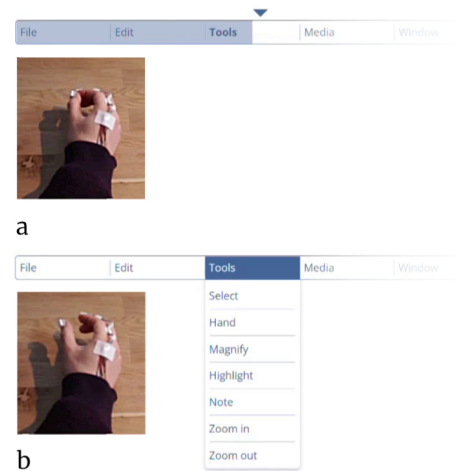 File Edit Tools Media Window
a
File Edit Tools Media Window
Select
Hand
Magnify
Highlight
Note
Zoom in
Zoom out
b